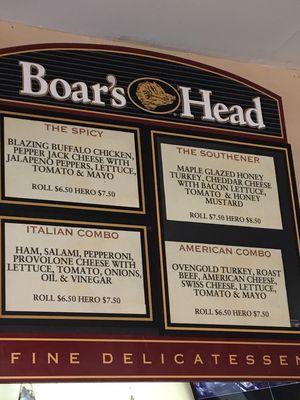 Boar's Head
THE SPICY
BLAZING BUFFALO CHICKEN,
PEPPER JACK CHEESE WITH
JALAPENO PEPPERS, LETTUCE,
TOMATO & MAYO
ROLL $6.50 HERO $7.50
THE SOUTHENER
MAPLE GLAZED HONEY
TURKEY, CHEDDAR CHEESE
WITH BACON LETTUCE,
TOMATO & HONEY
MUSTARD
ROLL $7.50 HERO $8.50
ITALIAN COMBO
HAM, SALAMI, PEPPERONI,
PROVOLONE CHEESE WITH
LETTUCE, TOMATO, ONIONS,
OIL & VINEGAR
ROLL $6.50 HERO $7.50
AMERICAN COMBO
OVENGOLD TURKEY, ROAST
BEEF, AMERICAN CHEESE,
SWISS CHEESE, LETTUCE,
TOMATO & MAYO
ROLL $6.50 HERO $7.50
FINE DELICATESSEN